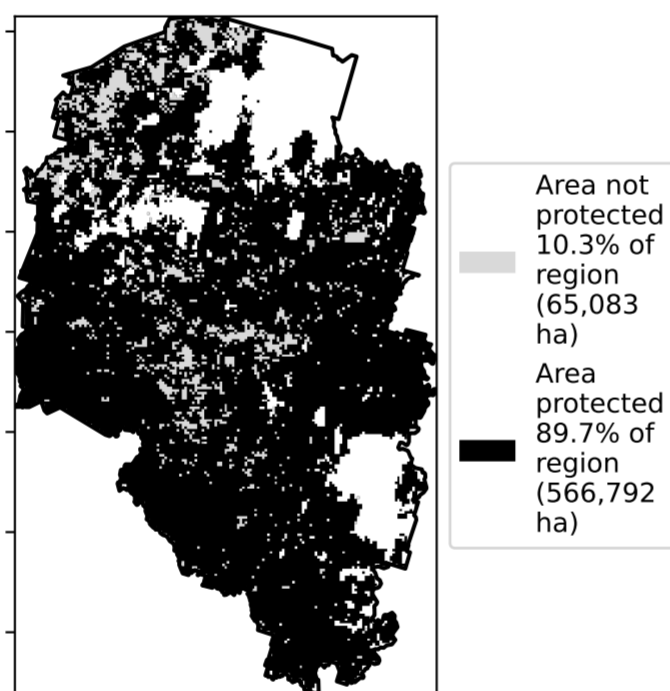 Area not
protected
10.3% of
region
(65,083
ha)
Area
protected
89.7% of
region
(566,792
ha)